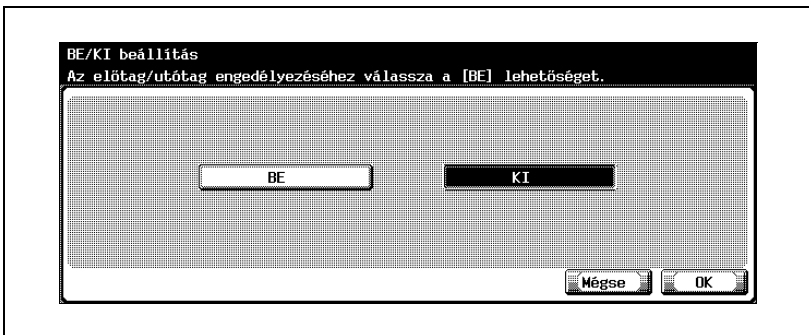 BE/KI beállítás
Az előtag/utótag engedélyezéséhez válassza a [BE] lehetőséget.
BE
KI
Mégse
OK